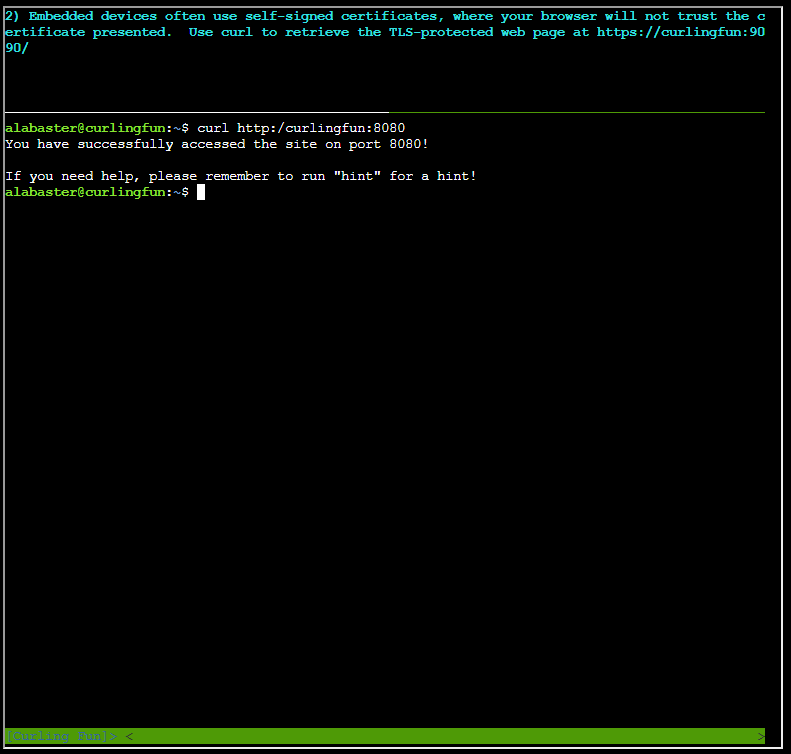 2) Embedded devices often use self-signed certificates, where your browser will not trust the c
ertificate presented.  Use curl to retrieve the TLS-protected web page at https://curlingfun:90
90/
alabaster@curlingfun:~$ curl http:/curlingfun:8080
You have successfully accessed the site on port 8080!
If you need help, please remember to run "hint" for a hint!
alabaster@curlingfun:~$
[Curling Fun]> < >